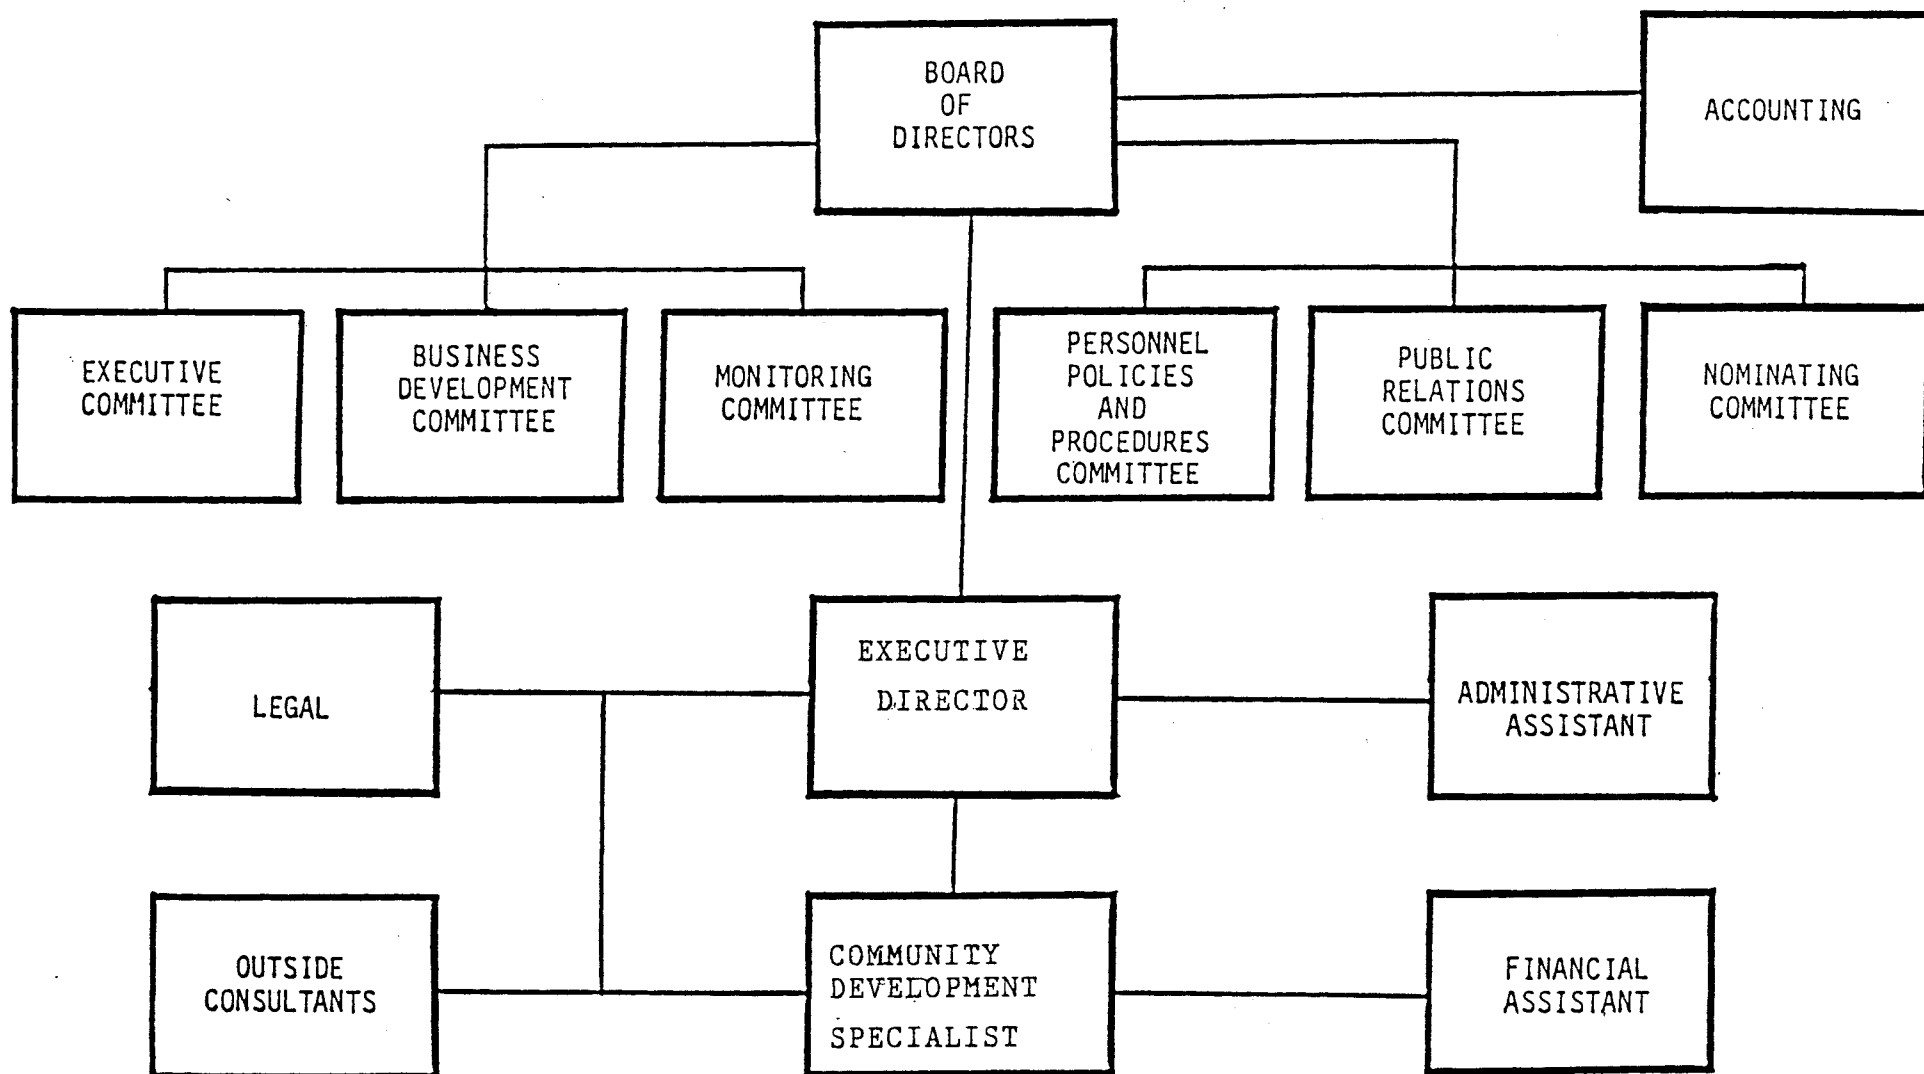 BOARD
OF
DIRECTORS
ACCOUNTING
EXECUTIVE
COMMITTEE
BUSINESS
DEVELOPMENT
COMMITTEE
MONITORING
COMMITTEE
PERSONNEL
POLICIES
AND
PROCEDURES
COMMITTEE
PUBLIC
RELATIONS
COMMITTEE
NOMINATING
COMMITTEE
LEGAL
EXECUTIVE
DIRECTOR
ADMINISTRATIVE
ASSISTANT
OUTSIDE
CONSULTANTS
COMMUNITY
DEVELOPMENT
SPECIALIST
FINANCIAL
ASSISTANT